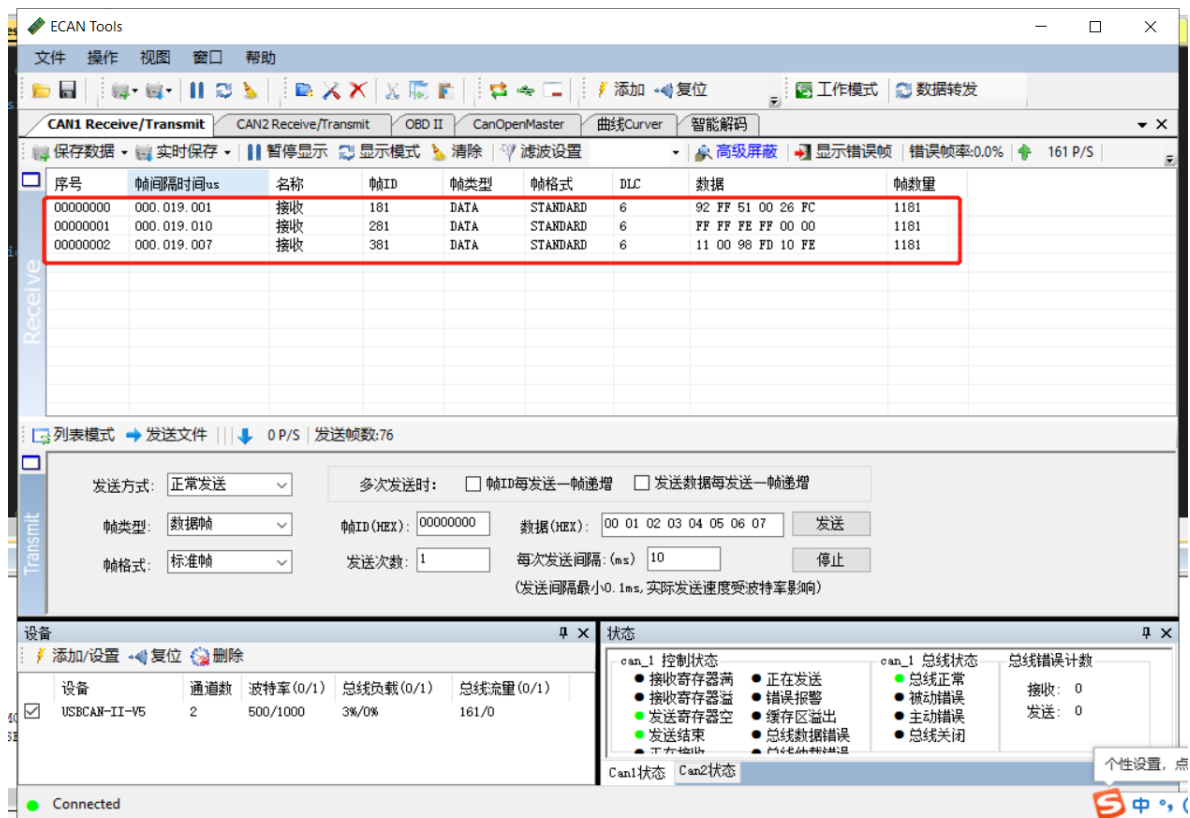 ECAN Tools
文件 操作 视图 窗口 帮助
添加 复位 工作模式 数据转发
CAN1 Receive/Transmit CAN2 Receive/Transmit OBD II CanOpenMaster 曲线Curver 智能解码
保存数据 实时保存 暂停显示 显示模式 清除 滤波设置 高级屏蔽 显示错误帧 错误帧率:0.0% 161 P/S
序号 帧间隔时间us 名称 帧ID 帧类型 帧格式 DLC 数据 帧数量
00000000 000.019.001 接收 181 DATA STANDARD 6 92 FF 51 00 26 FC 1181
00000001 000.019.010 接收 281 DATA STANDARD 6 FF FF FE FF 00 00 1181
00000002 000.019.007 接收 381 DATA STANDARD 6 11 00 98 FD 10 FE 1181
Receive
列表模式 发送文件 0 P/S 发送帧数:76
Transmit
发送方式: 正常发送 多次发送时: 帧ID每发送一帧递增 发送数据每发送一帧递增
帧类型: 数据帧 帧ID(HEX): 00000000 数据(HEX): 00 01 02 03 04 05 06 07 发送
帧格式: 标准帧 发送次数: 1 每次发送间隔:(ms) 10 停止
(发送间隔最小0.1ms,实际发送速度受波特率影响)
设备
添加/设置 复位 删除
设备 通道数 波特率(0/1) 总线负载(0/1) 总线流量(0/1)
USBCAN-II-V5 2 500/1000 3%/0% 161/0
状态
can_1 控制状态 can_1 总线状态 总线错误计数
接收寄存器满 正在发送 总线正常 接收: 0
接收寄存器溢 错误报警 被动错误
发送寄存器空 缓存区溢出 主动错误 发送: 0
发送结束 总线数据错误 总线关闭
正在接收 总线仲裁错误
Can1状态 Can2状态
个性设置，点
Connected
中